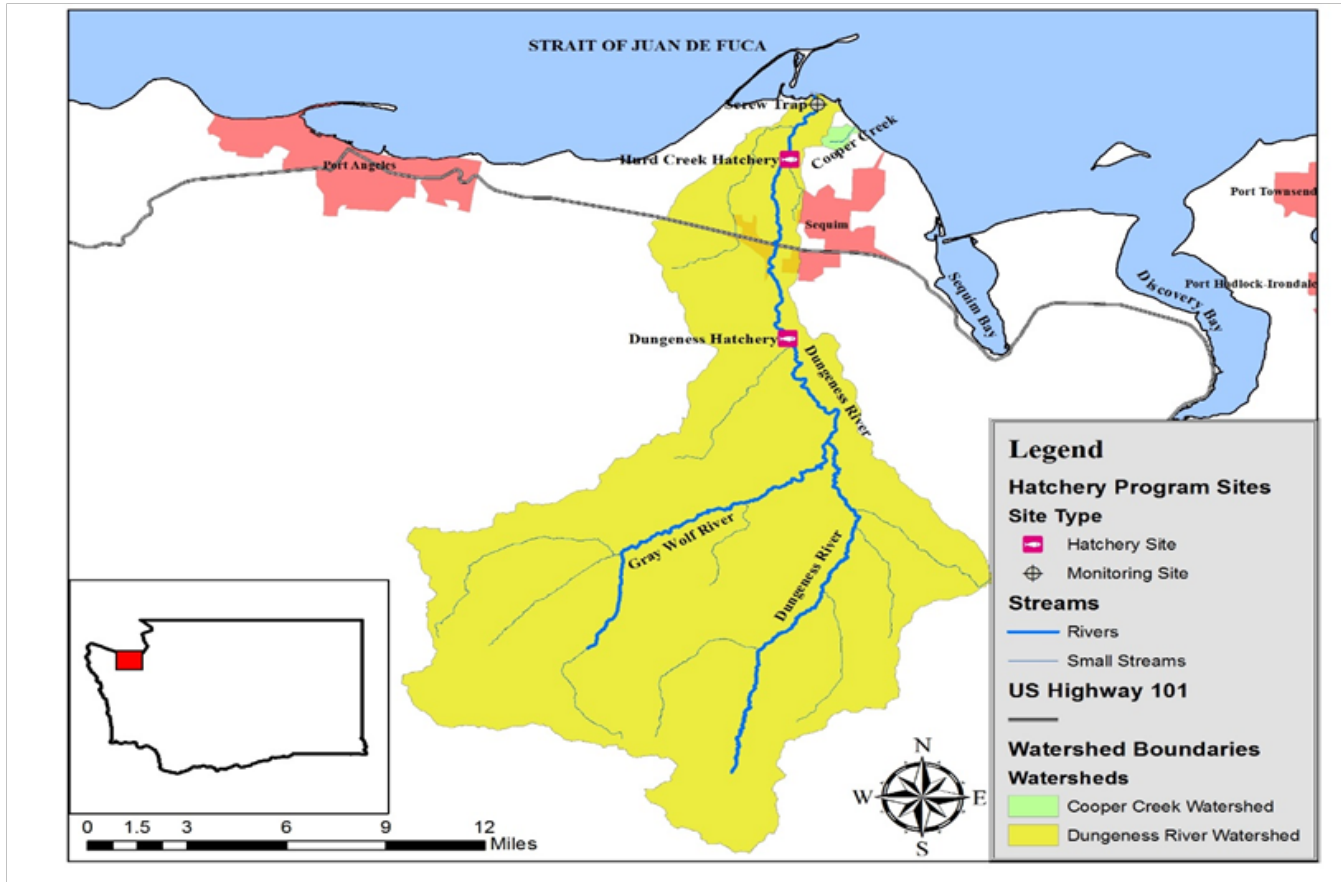 STRAIT OF JUAN DE FUCA
Screw Trap
Cooper Creek
Hurd Creek Hatchery
Port Angeles
Port Townsend
Sequim
Port Hadlock-Irondale
Discovery Bay
Sequim Bay
Dungeness Hatchery
Dungeness River
Gray Wolf River
Dungeness River
Legend
Hatchery Program Sites
Site Type
Hatchery Site
Monitoring Site
Streams
Rivers
Small Streams
US Highway 101
Watershed Boundaries
Watersheds
Cooper Creek Watershed
Dungeness River Watershed
N
W E
S
0 1.5 3 6 9 12
Miles